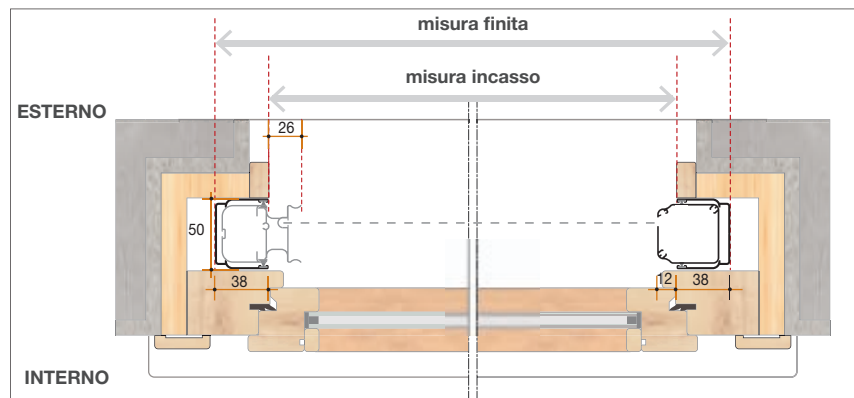 misura finita
misura incasso
ESTERNO
26
50
38
12 38
INTERNO